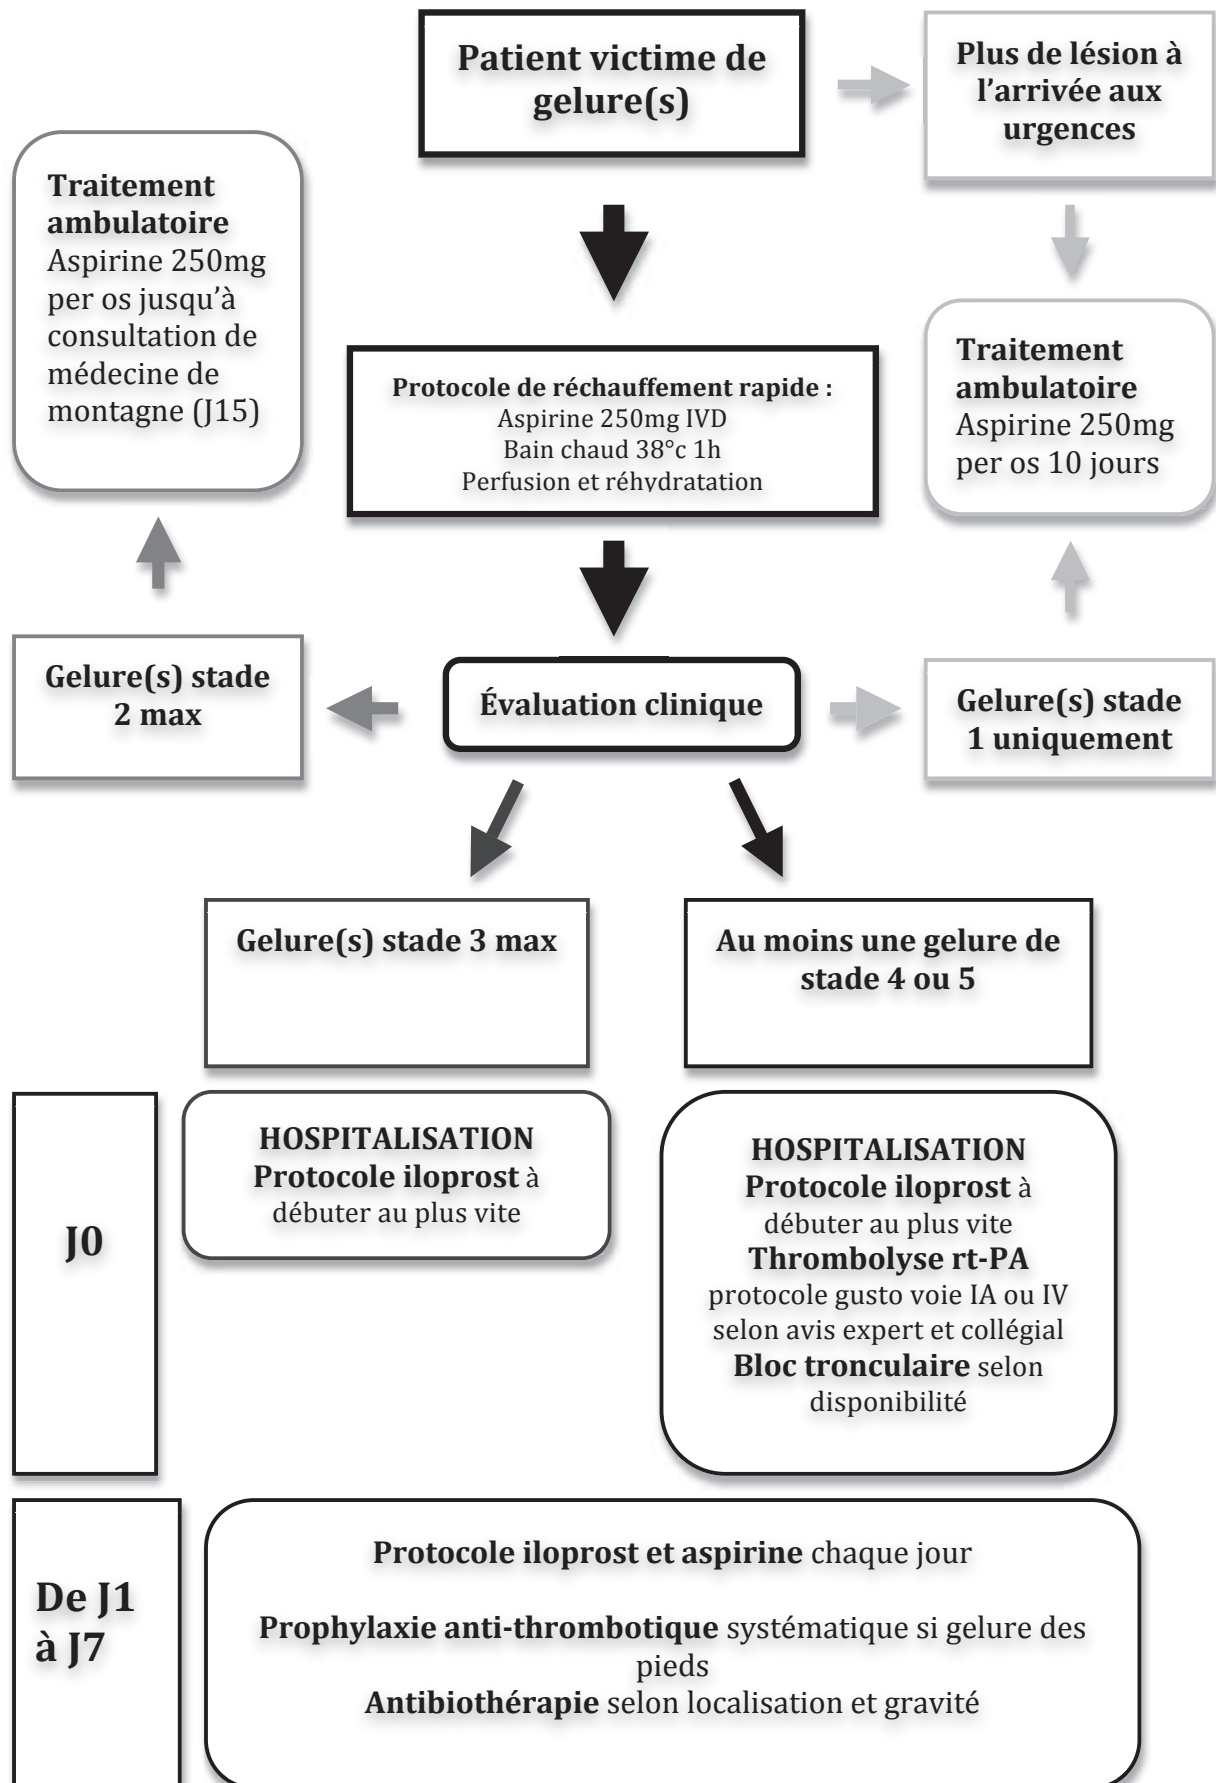 Patient victime de
gelure(s)
Plus de lésion à
l'arrivée aux
urgences
Traitement
ambulatoire
Aspirine 250mg
per os jusqu'à
consultation de
médecine de
montagne (J15)
Protocole de réchauffement rapide :
Aspirine 250mg IVD
Bain chaud 38°c 1h
Perfusion et réhydratation
Traitement
ambulatoire
Aspirine 250mg
per os 10 jours
Gelure(s) stade
2 max
Évaluation clinique
Gelure(s) stade
1 uniquement
Gelure(s) stade 3 max
Au moins une gelure de
stade 4 ou 5
J0
HOSPITALISATION
Protocole iloprost à
débuter au plus vite
HOSPITALISATION
Protocole iloprost à
débuter au plus vite
Thrombolyse rt-PA
protocole gusto voie IA ou IV
selon avis expert et collégial
Bloc tronculaire selon
disponibilité
De J1
à J7
Protocole iloprost et aspirine chaque jour
Prophylaxie anti-thrombotique systématique si gelure des
pieds
Antibiothérapie selon localisation et gravité